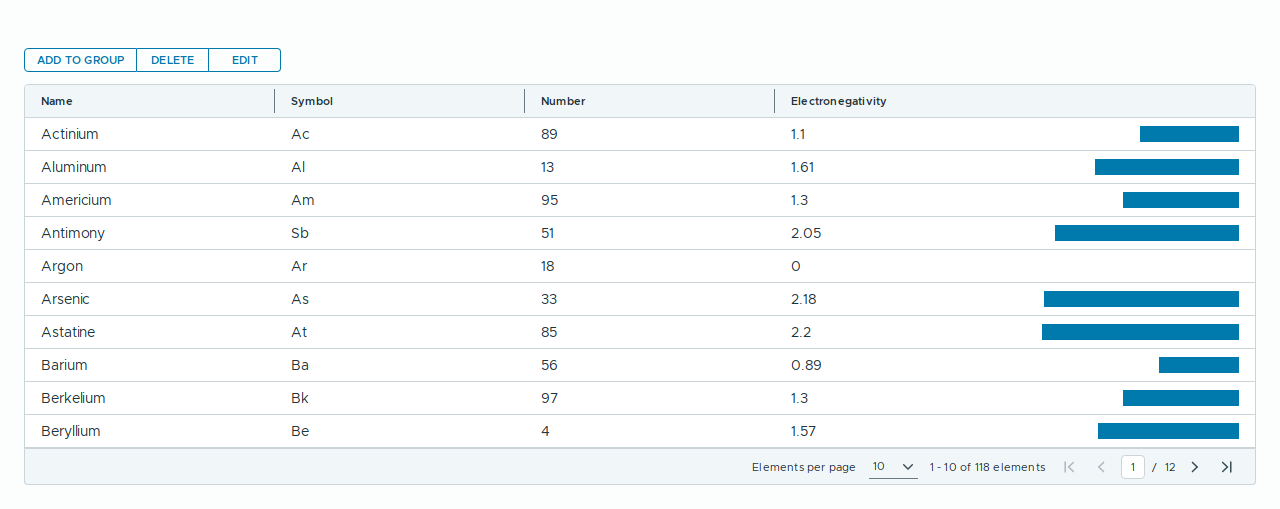 ADD TO GROUP DELETE EDIT
Name Symbol Number Electronegativity
Actinium Ac 89 1.1
Aluminum Al 13 1.61
Americium Am 95 1.3
Antimony Sb 51 2.05
Argon Ar 18 0
Arsenic As 33 2.18
Astatine At 85 2.2
Barium Ba 56 0.89
Berkelium Bk 97 1.3
Beryllium Be 4 1.57
Elements per page 10 1 - 10 of 118 elements 1 / 12